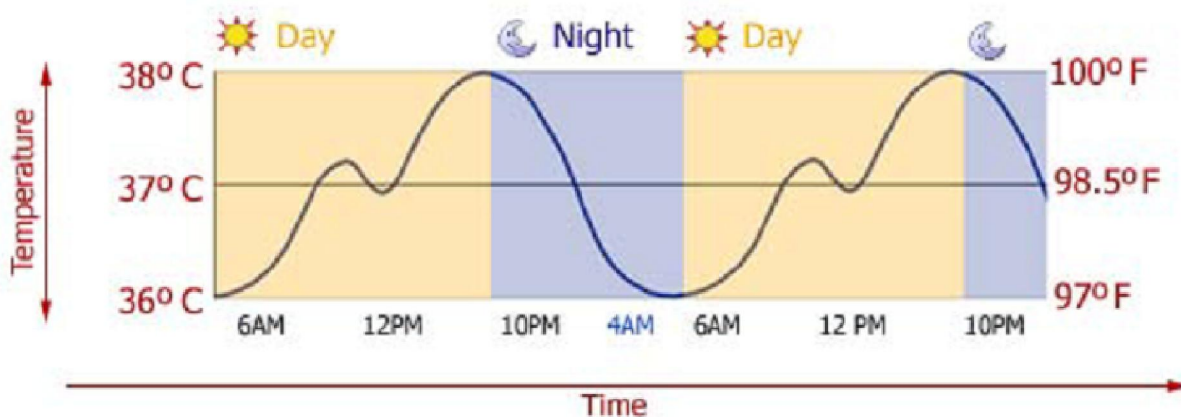 Day Night Day
38º C 100º F
Temperature
37º C 98.5º F
36º C 97º F
6AM 12PM 10PM 4AM 6AM 12 PM 10PM
Time